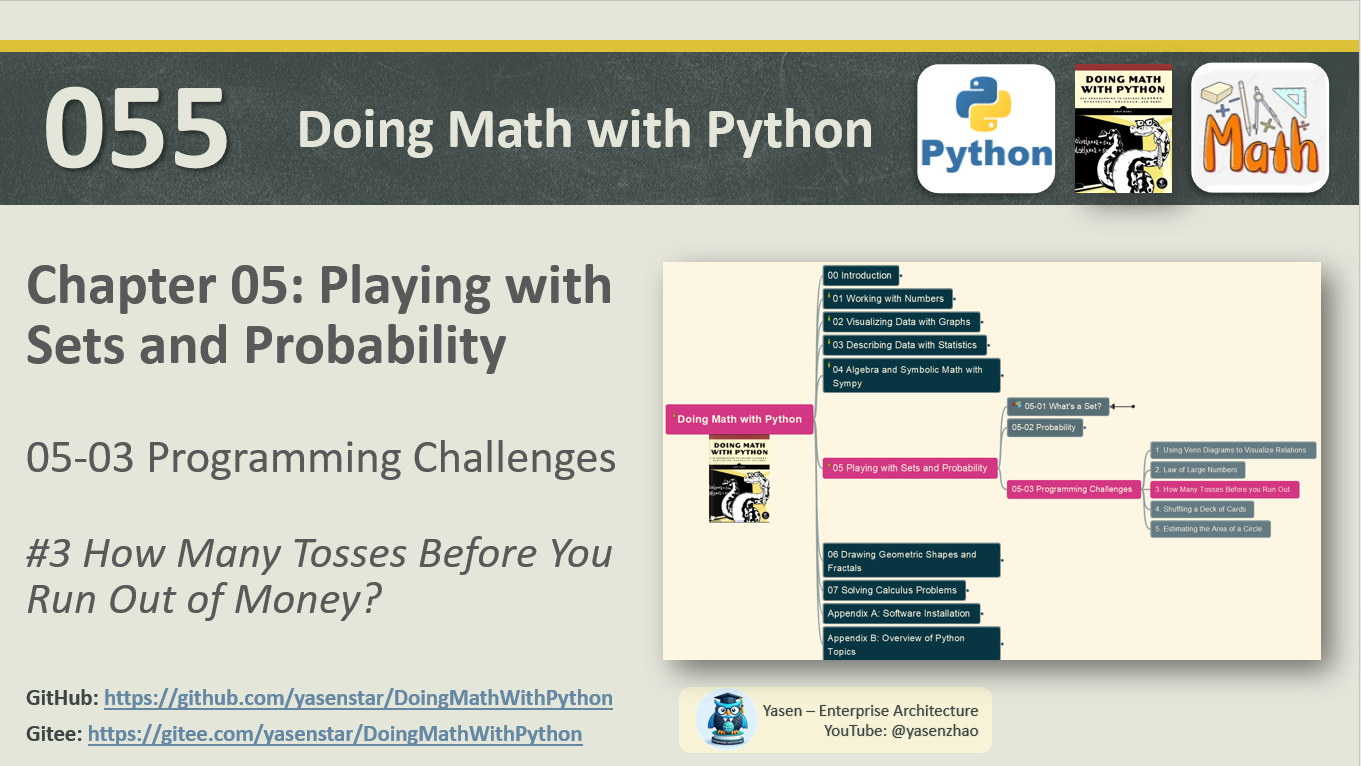 055
Doing Math with Python
Python
DOING MATH
WITH PYTHON
Math
Chapter 05: Playing with
Sets and Probability
05-03 Programming Challenges
#3 How Many Tosses Before You
Run Out of Money?
GitHub: https://github.com/yasenstar/DoingMathWithPython
Gitee: https://gitee.com/yasenstar/DoingMathWithPython
Doing Math with Python
DOING MATH
WITH PYTHON
00 Introduction
01 Working with Numbers
02 Visualizing Data with Graphs
03 Describing Data with Statistics
04 Algebra and Symbolic Math with
Sympy
05 Playing with Sets and Probability
05-01 What's a Set?
05-02 Probability
05-03 Programming Challenges
1. Using Venn Diagrams to Visualize Relations
2. Law of Large Numbers
3. How Many Tosses Before you Run Out
4. Shuffling a Deck of Cards
5. Estimating the Area of a Circle
06 Drawing Geometric Shapes and
Fractals
07 Solving Calculus Problems
Appendix A: Software Installation
Appendix B: Overview of Python
Topics
Yasen – Enterprise Architecture
YouTube: @yasenzhao